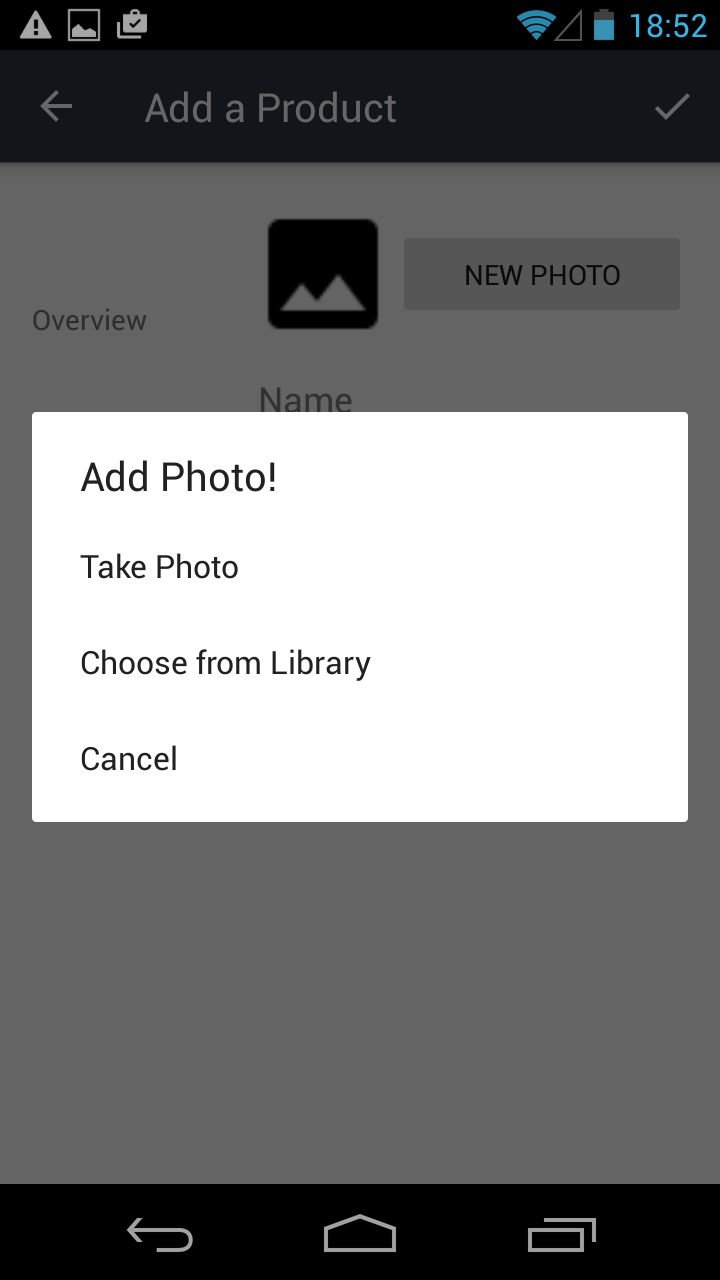 18:52
Add a Product
NEW PHOTO
Overview
Name
Add Photo!
Take Photo
Choose from Library
Cancel